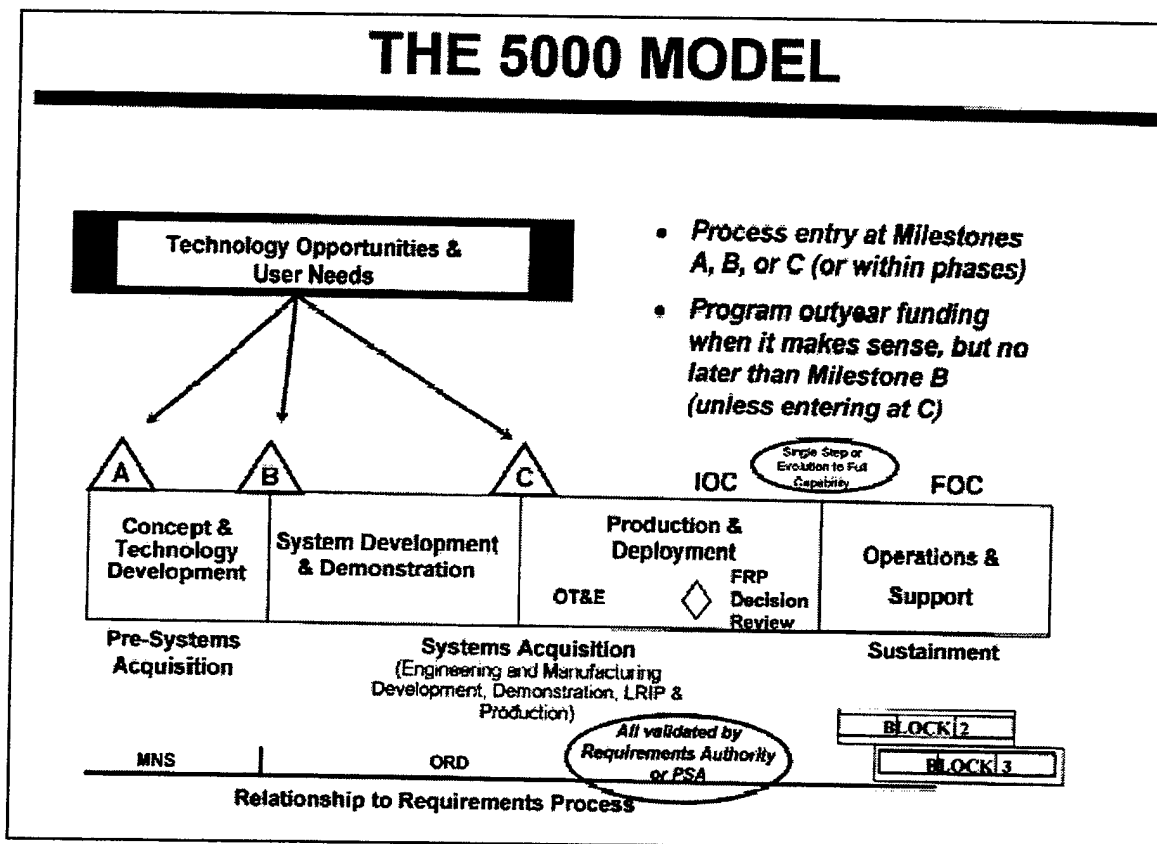 THE 5000 MODEL
Technology Opportunities &
User Needs
• Process entry at Milestones
A, B, or C (or within phases)
• Program outyear funding
when it makes sense, but no
later than Milestone B
(unless entering at C)
A
B
C
IOC
Single Step or
Evolution to Full
Capability
FOC
Concept &
Technology
Development
System Development
& Demonstration
Production &
Deployment
OT&E
FRP
Decision
Review
Operations &
Support
Pre-Systems
Acquisition
Systems Acquisition
(Engineering and Manufacturing
Development, Demonstration, LRIP &
Production)
Sustainment
MNS
ORD
All validated by
Requirements Authority
or PSA
BLOCK 2
BLOCK 3
Relationship to Requirements Process